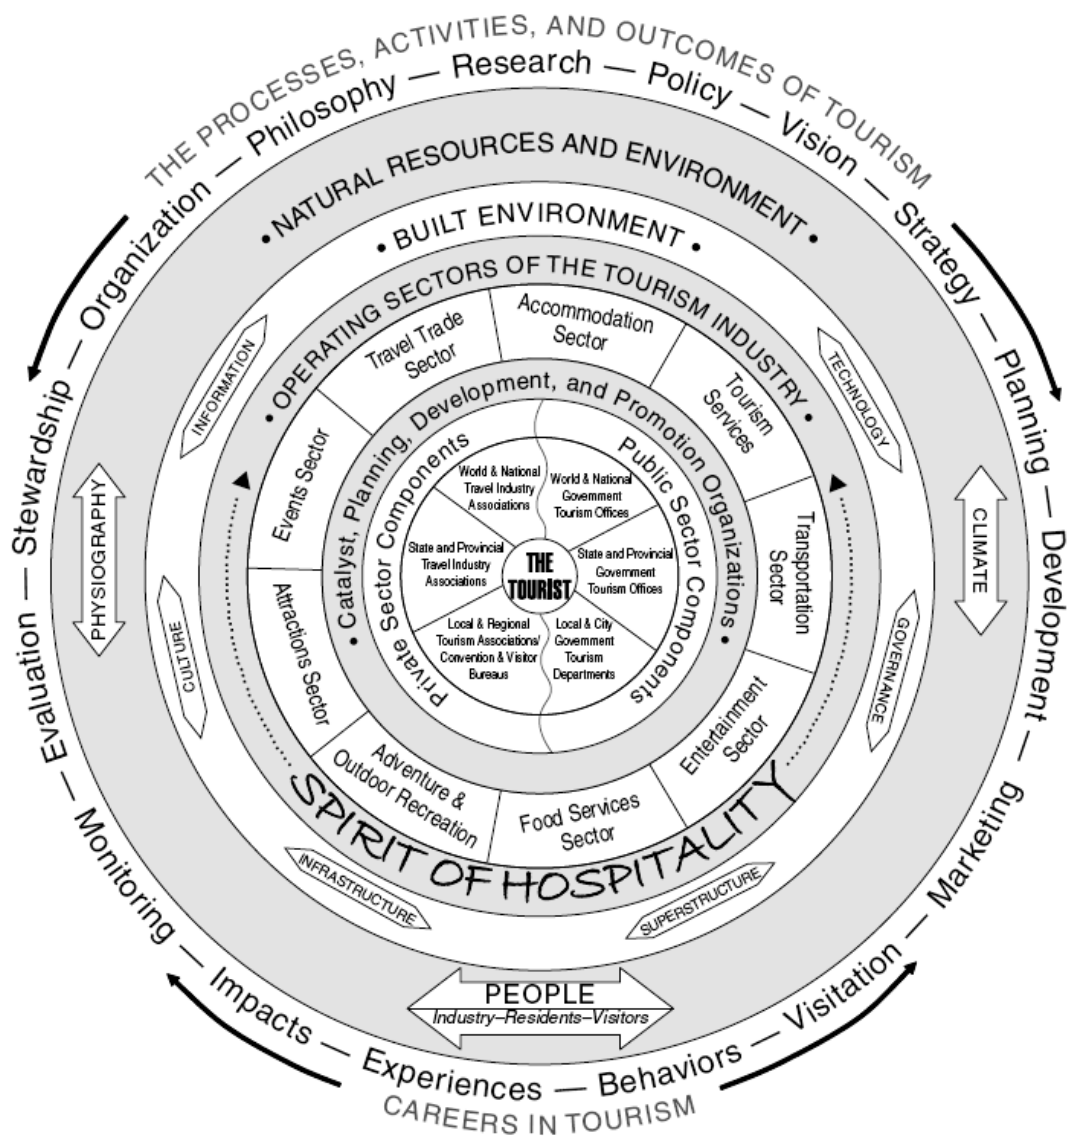 THE PROCESSES, ACTIVITIES, AND OUTCOMES OF TOURISM
Stewardship — Organization — Philosophy — Research — Policy — Vision — Strategy — Planning — Development — Marketing — Visitation — Behaviors — Experiences — Impacts — Monitoring — Evaluation —
• NATURAL RESOURCES AND ENVIRONMENT •
• BUILT ENVIRONMENT •
• OPERATING SECTORS OF THE TOURISM INDUSTRY •
Travel Trade
Sector
Accommodation
Sector
Tourism
Services
Transportation
Sector
Entertainment
Sector
Food Services
Sector
Adventure &
Outdoor Recreation
Attractions Sector
Events Sector
• Catalyst, Planning, Development, and Promotion Organizations •
Private Sector Components
Public Sector Components
World & National
Travel Industry
Associations
World & National
Government
Tourism Offices
State and Provincial
Travel Industry
Associations
THE
TOURIST
State and Provincial
Government
Tourism Offices
Local & Regional
Tourism Associations/
Convention & Visitor
Bureaus
Local & City
Government
Tourism
Departments
INFORMATION
TECHNOLOGY
PHYSIOGRAPHY
CLIMATE
CULTURE
GOVERNANCE
SPIRIT OF HOSPITALITY
INFRASTRUCTURE
SUPERSTRUCTURE
PEOPLE
Industry–Residents–Visitors
CAREERS IN TOURISM